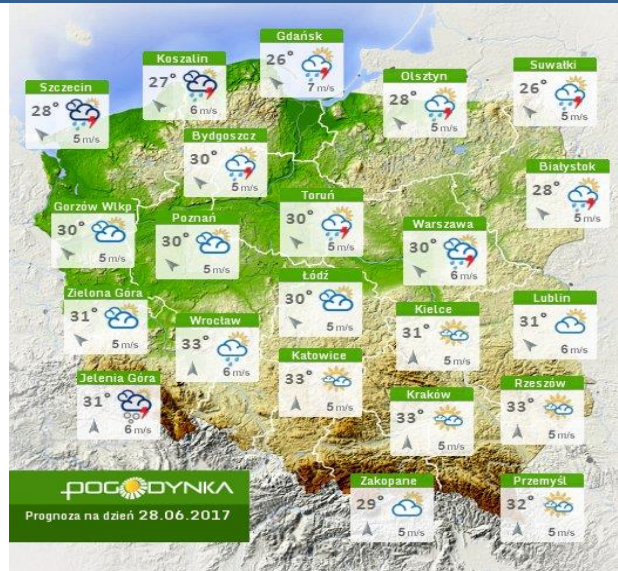 Gdańsk
26°
7 m/s
Koszalin
27°
6 m/s
Szczecin
28°
5 m/s
Olsztyn
28°
5 m/s
Suwałki
26°
5 m/s
Bydgoszcz
30°
5 m/s
Białystok
28°
5 m/s
Gorzów Wlkp
30°
5 m/s
Poznań
30°
5 m/s
Toruń
30°
5 m/s
Warszawa
30°
6 m/s
Łódź
30°
5 m/s
Zielona Góra
31°
5 m/s
Wrocław
33°
6 m/s
Kielce
31°
5 m/s
Lublin
31°
6 m/s
Katowice
33°
5 m/s
Jelenia Góra
31°
6 m/s
Kraków
33°
5 m/s
Rzeszów
33°
5 m/s
Zakopane
29°
5 m/s
Przemyśl
32°
5 m/s
POGODYNKA
Prognoza na dzień 28.06.2017